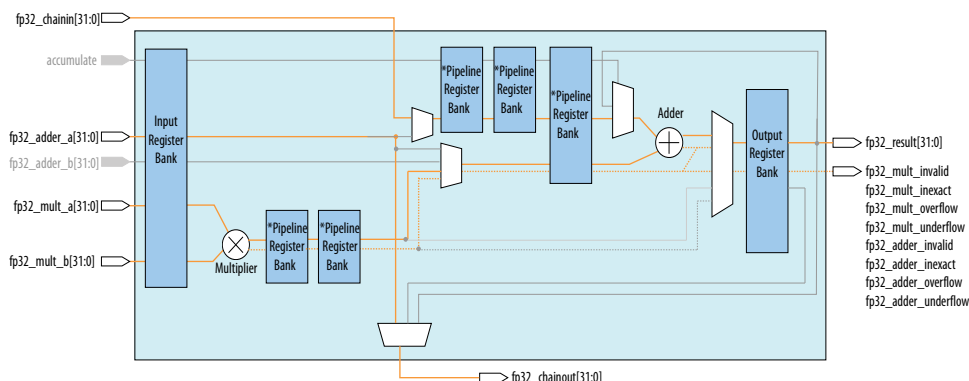 fp32_chainin[31:0]
accumulate
*Pipeline
Register
Bank
*Pipeline
Register
Bank
*Pipeline
Register
Bank
Input
Register
Bank
Adder
Output
Register
Bank
fp32_adder_a[31:0]
fp32_adder_b[31:0]
fp32_mult_a[31:0]
fp32_mult_b[31:0]
*Pipeline
Register
Bank
*Pipeline
Register
Bank
Multiplier
fp32_result[31:0]
fp32_mult_invalid
fp32_mult_inexact
fp32_mult_overflow
fp32_mult_underflow
fp32_adder_invalid
fp32_adder_inexact
fp32_adder_overflow
fp32_adder_underflow
fp32_chainout[31:0]